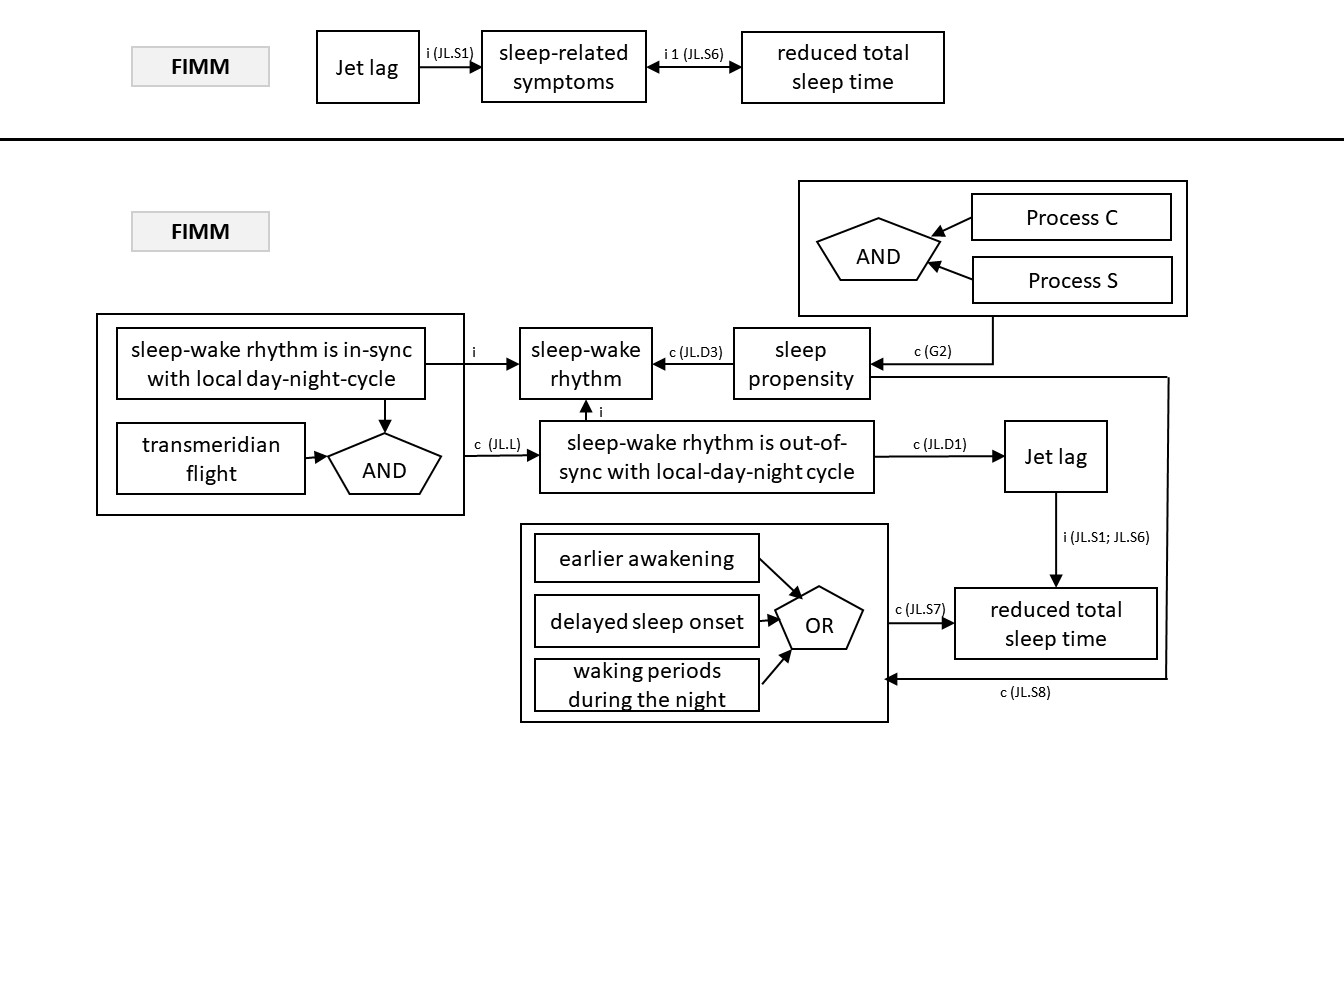 FIMM
Jet lag
i (JL.S1)
sleep-related
symptoms
i 1 (JL.S6)
reduced total
sleep time
FIMM
AND
Process C
Process S
sleep-wake rhythm is in-sync
with local day-night-cycle
transmeridian
flight
AND
i
sleep-wake
rhythm
c (JL.D3)
sleep
propensity
c (G2)
i
c (JL.L)
sleep-wake rhythm is out-of-
sync with local-day-night cycle
c (JL.D1)
Jet lag
i (JL.S1; JL.S6)
earlier awakening
delayed sleep onset
waking periods
during the night
OR
c (JL.S7)
reduced total
sleep time
c (JL.S8)